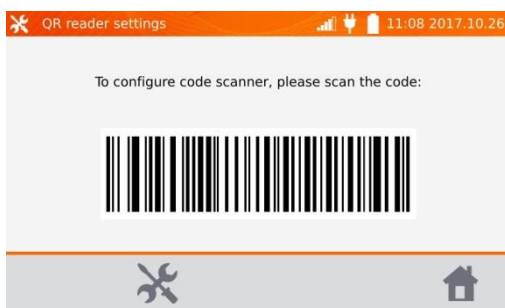 QR reader settings 11:08 2017.10.26
To configure code scanner, please scan the code: